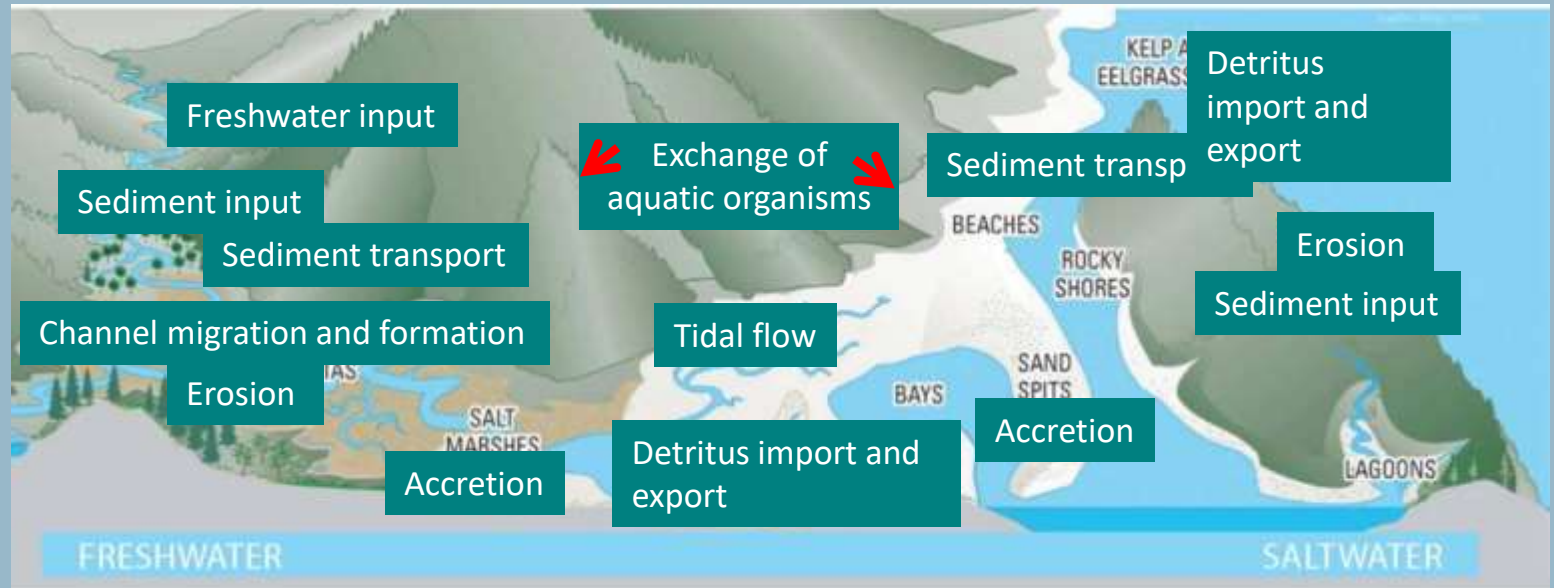 KELP A
EELGRASS
Detritus
import and
export
Freshwater input
Exchange of
aquatic organisms
Sediment transp
Sediment input
Sediment transport
BEACHES
ROCKY
SHORES
Erosion
Sediment input
Channel migration and formation
Tidal flow
Erosion
TAS
SALT
MARSHES
BAYS
SAND
SPITS
Accretion
Accretion
Detritus import and
export
LAGOONS
FRESHWATER
SALTWATER